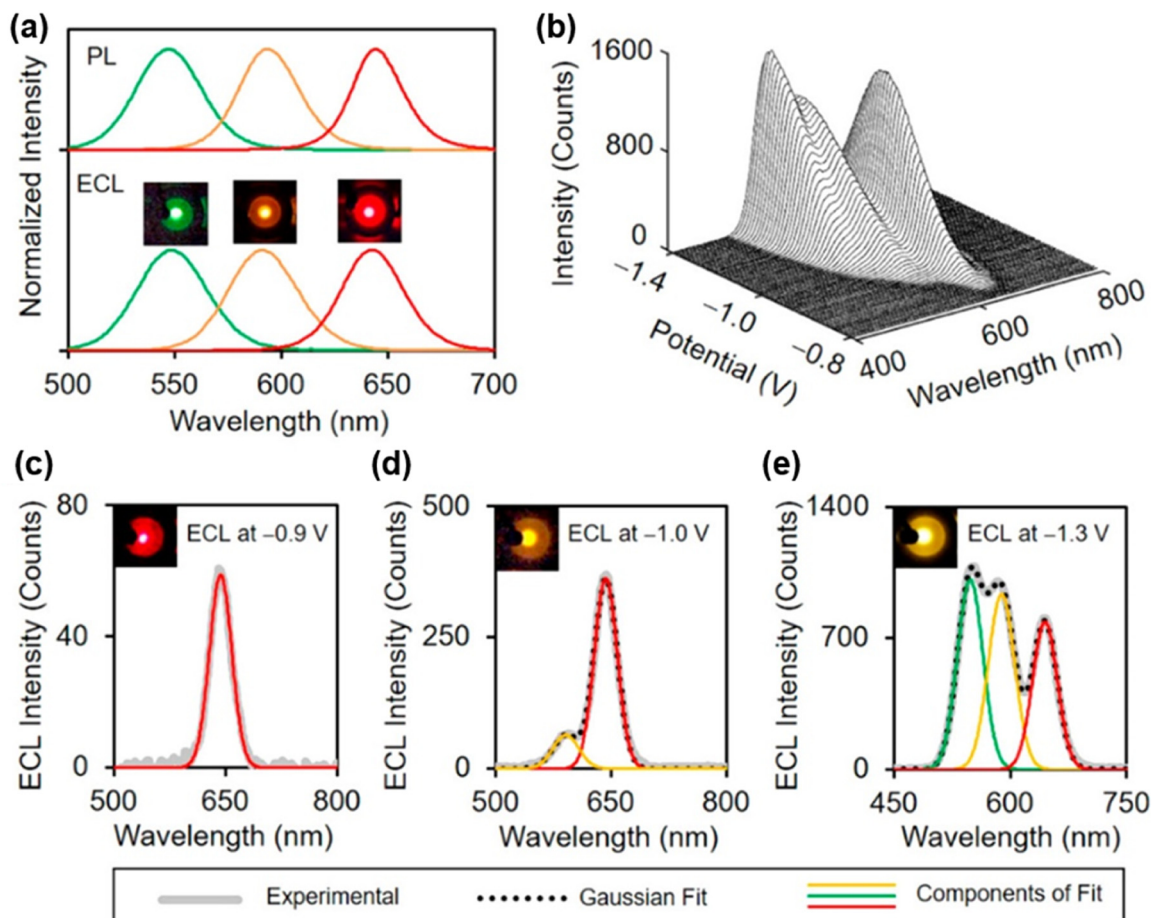 (a)
Normalized Intensity
PL
ECL
500 550 600 650 700
Wavelength (nm)
(b)
Intensity (Counts)
1600
800
0
−1.4
−1.0
−0.8
Potential (V)
400
600
800
Wavelength (nm)
(c)
ECL Intensity (Counts)
80
40
0
ECL at −0.9 V
500 650 800
Wavelength (nm)
(d)
ECL Intensity (Counts)
500
250
0
ECL at −1.0 V
500 650 800
Wavelength (nm)
(e)
ECL Intensity (Counts)
1400
700
0
ECL at −1.3 V
450 600 750
Wavelength (nm)
Experimental Gaussian Fit Components of Fit